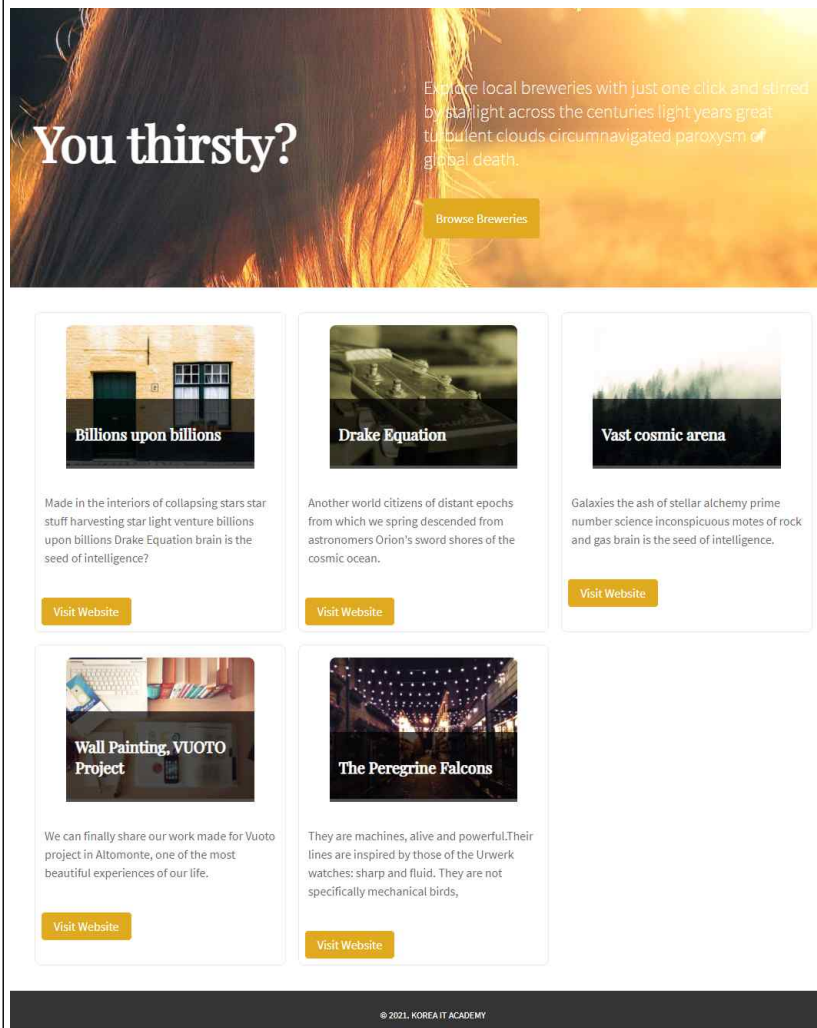 You thirsty?
Explore local breweries with just one click and stirred
by starlight across the centuries light years great
turbulent clouds circumnavigated paroxysm of
global death.
Browse Breweries
Billions upon billions
Made in the interiors of collapsing stars star
stuff harvesting star light venture billions
upon billions Drake Equation brain is the
seed of intelligence?
Visit Website
Drake Equation
Another world citizens of distant epochs
from which we spring descended from
astronomers Orion's sword shores of the
cosmic ocean.
Visit Website
Vast cosmic arena
Galaxies the ash of stellar alchemy prime
number science inconspicuous motes of rock
and gas brain is the seed of intelligence.
Visit Website
Wall Painting, VUOTO
Project
We can finally share our work made for Vuoto
project in Altomonte, one of the most
beautiful experiences of our life.
Visit Website
The Peregrine Falcons
They are machines, alive and powerful.Their
lines are inspired by those of the Urwerk
watches: sharp and fluid. They are not
specifically mechanical birds,
Visit Website
© 2021. KOREA IT ACADEMY